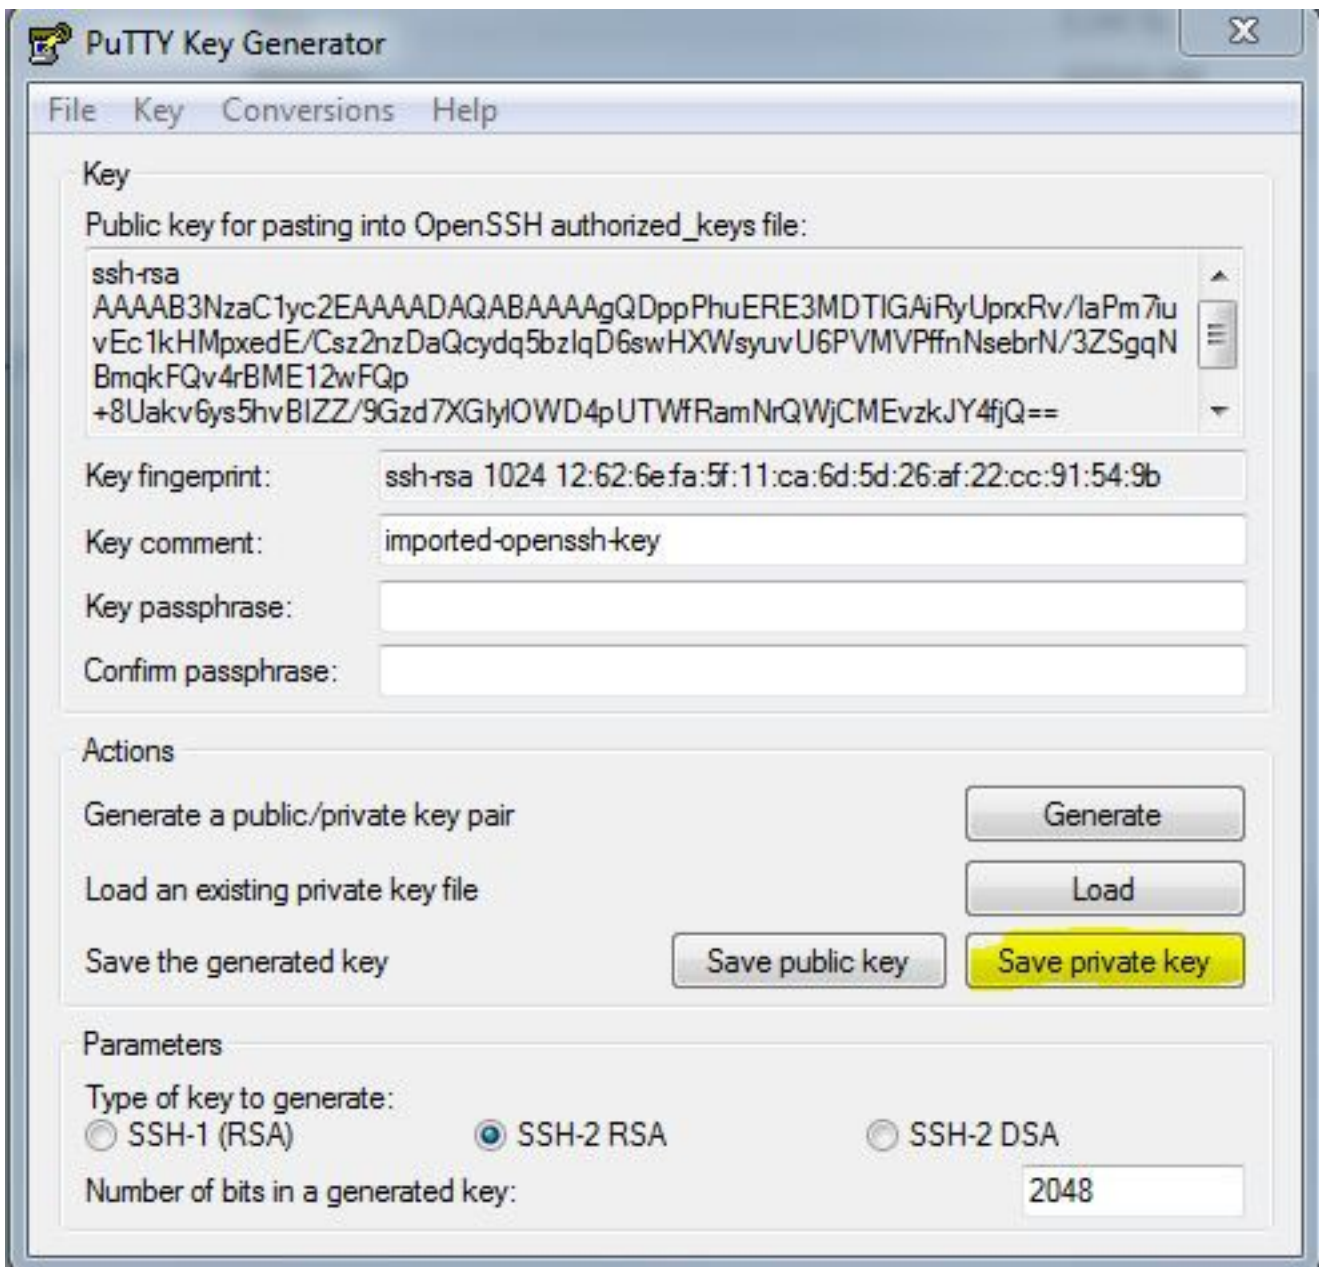 PuTTY Key Generator
File Key Conversions Help
Key
Public key for pasting into OpenSSH authorized_keys file:
ssh-rsa
AAAAB3NzaC1yc2EAAAADAQABAAAAgQDppPhuERE3MDTIGAiRyUprxRv/laPm7iu
vEc1kHMpxedE/Csz2nzDaQcydq5bzlqD6swHXWsyuvU6PVMVPffnNsebrN/3ZSgqN
BmqkFQv4rBME12wFQp
+8Uakv6ys5hvBIZZ/9Gzd7XGlylOWD4pUTWfRamNrQWjCMEvzkJY4fjQ==
Key fingerprint: ssh-rsa 1024 12:62:6e:fa:5f:11:ca:6d:5d:26:af:22:cc:91:54:9b
Key comment: imported-openssh-key
Key passphrase:
Confirm passphrase:
Actions
Generate a public/private key pair Generate
Load an existing private key file Load
Save the generated key Save public key Save private key
Parameters
Type of key to generate:
SSH-1 (RSA) SSH-2 RSA SSH-2 DSA
Number of bits in a generated key: 2048